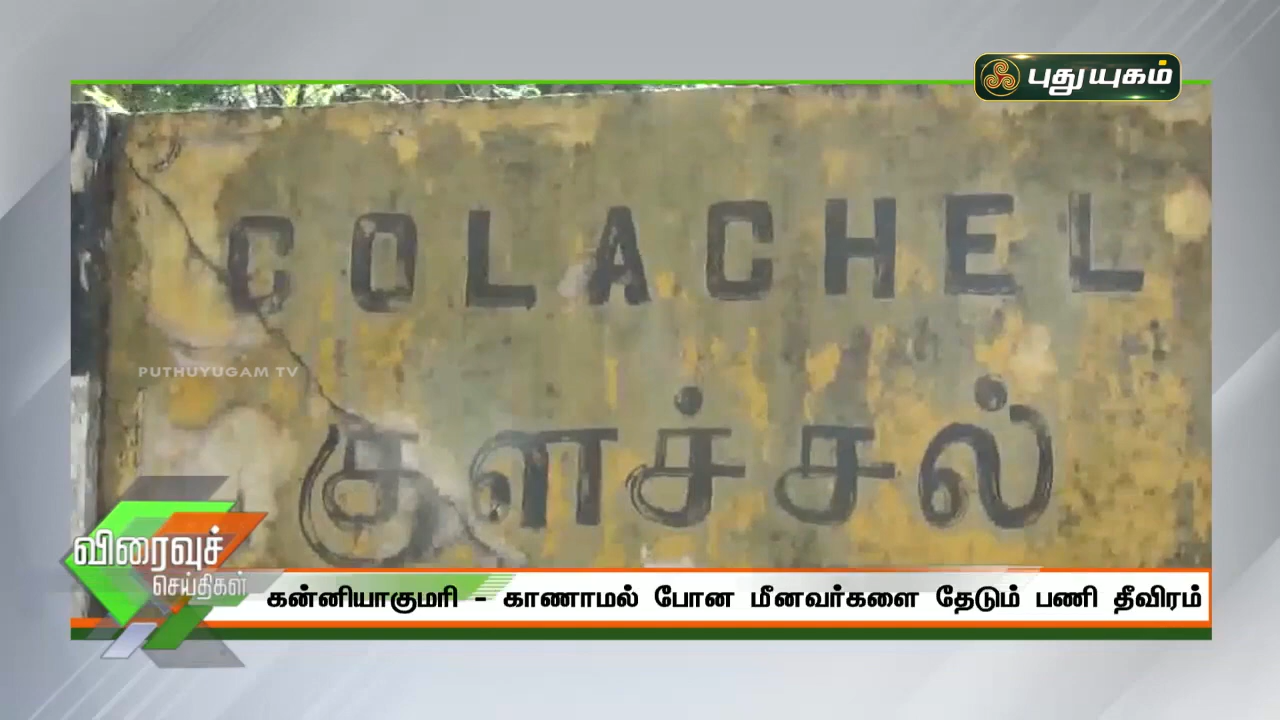 புதுயுகம்
COLACHEL
PUTHUYUGAM TV
குளச்சல்
விரைவுச்
செய்திகள்
கன்னியாகுமரி - காணாமல் போன மீனவர்களை தேடும் பணி தீவிரம்